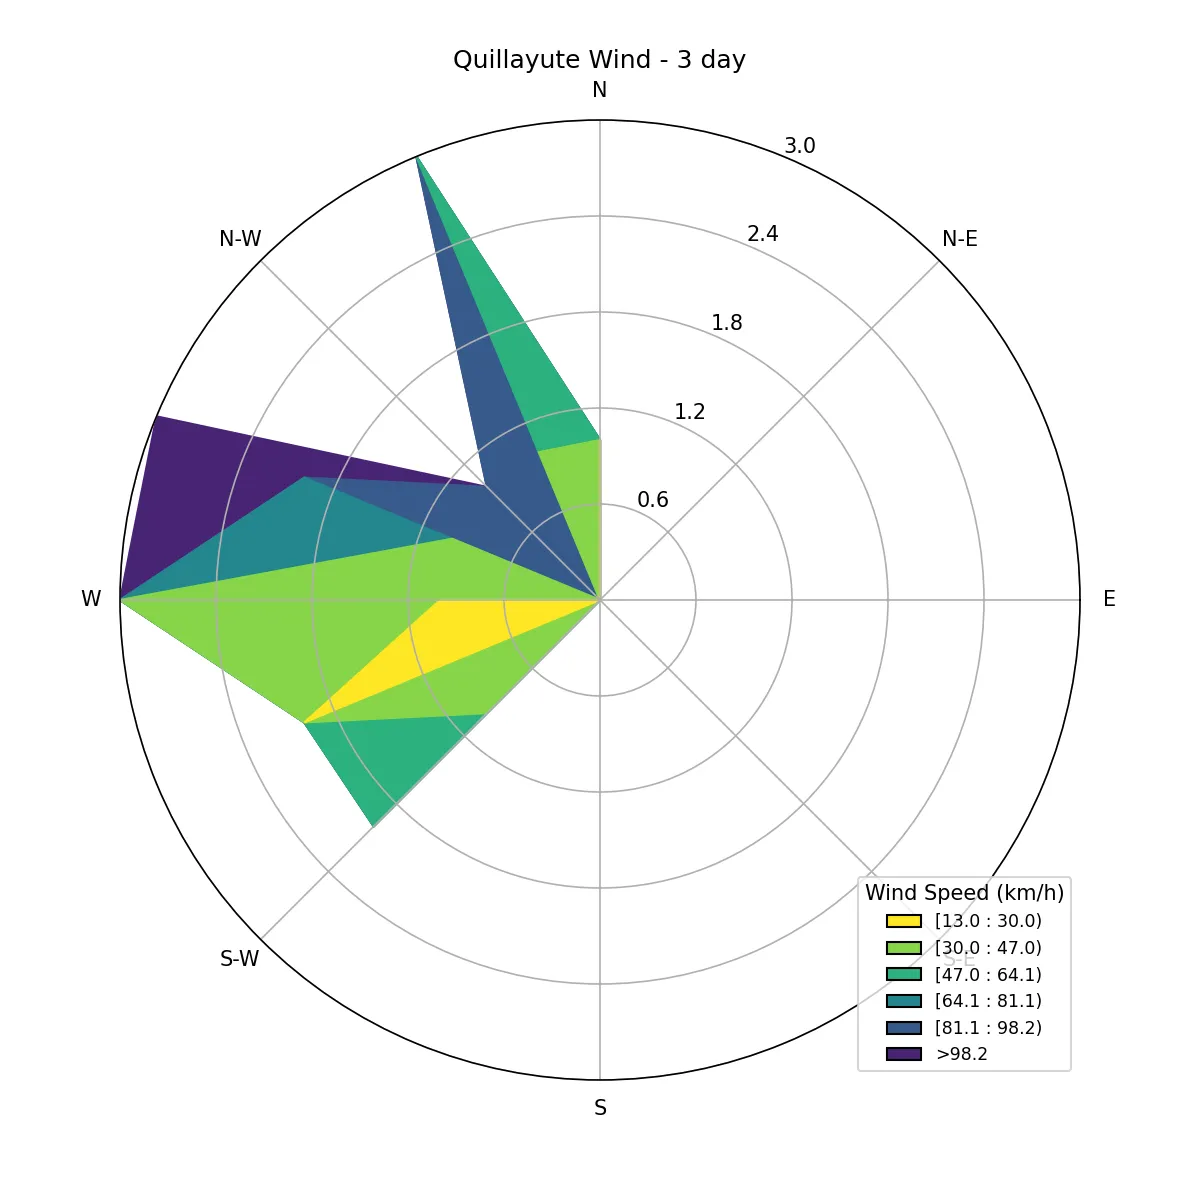 Quillayute Wind - 3 day
N
3.0
N-W
N-E
2.4
1.8
1.2
0.6
W
E
S-W
S-E
S
Wind Speed (km/h)
[13.0 : 30.0)
[30.0 : 47.0)
[47.0 : 64.1)
[64.1 : 81.1)
[81.1 : 98.2)
>98.2